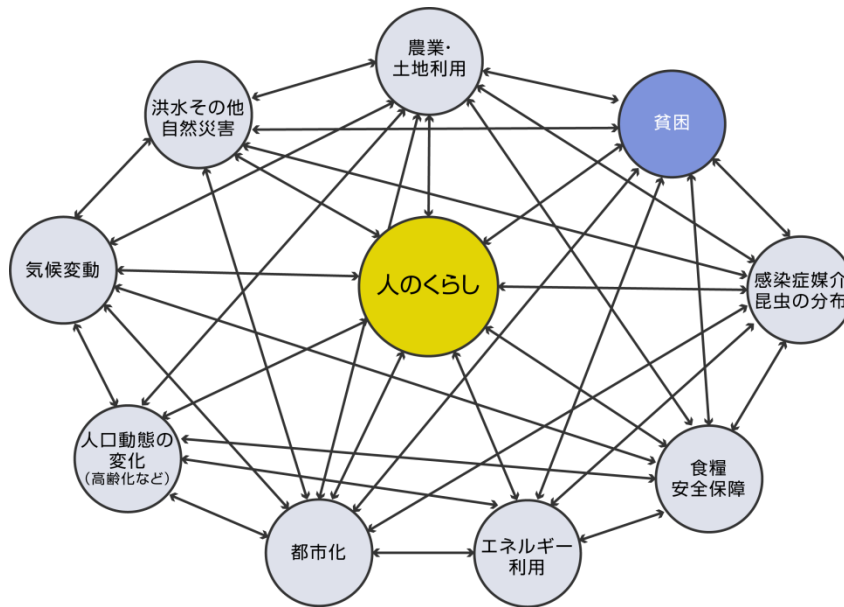 農業・
土地利用
洪水その他
自然災害
貧困
気候変動
人のくらし
感染症媒介
昆虫の分布
人口動態の
変化
(高齢化など)
食糧
安全保障
都市化
エネルギー
利用